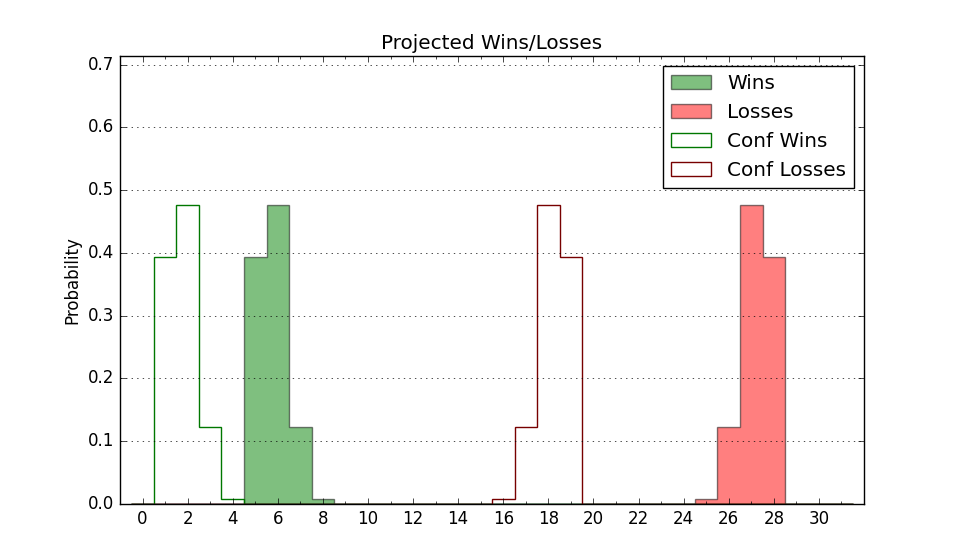 Projected Wins/Losses
0.7
0.6
0.5
0.4
0.3
0.2
0.1
0.0
Probability
Wins
Losses
Conf Wins
Conf Losses
0 2 4 6 8 10 12 14 16 18 20 22 24 26 28 30